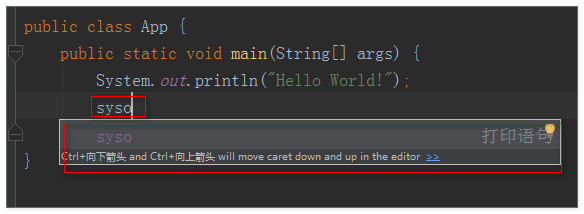 public class App {
public static void main(String[] args) {
System.out.println("Hello World!");
syso
syso 打印语句
Ctrl+向下箭头 and Ctrl+向上箭头 will move caret down and up in the editor >>
}